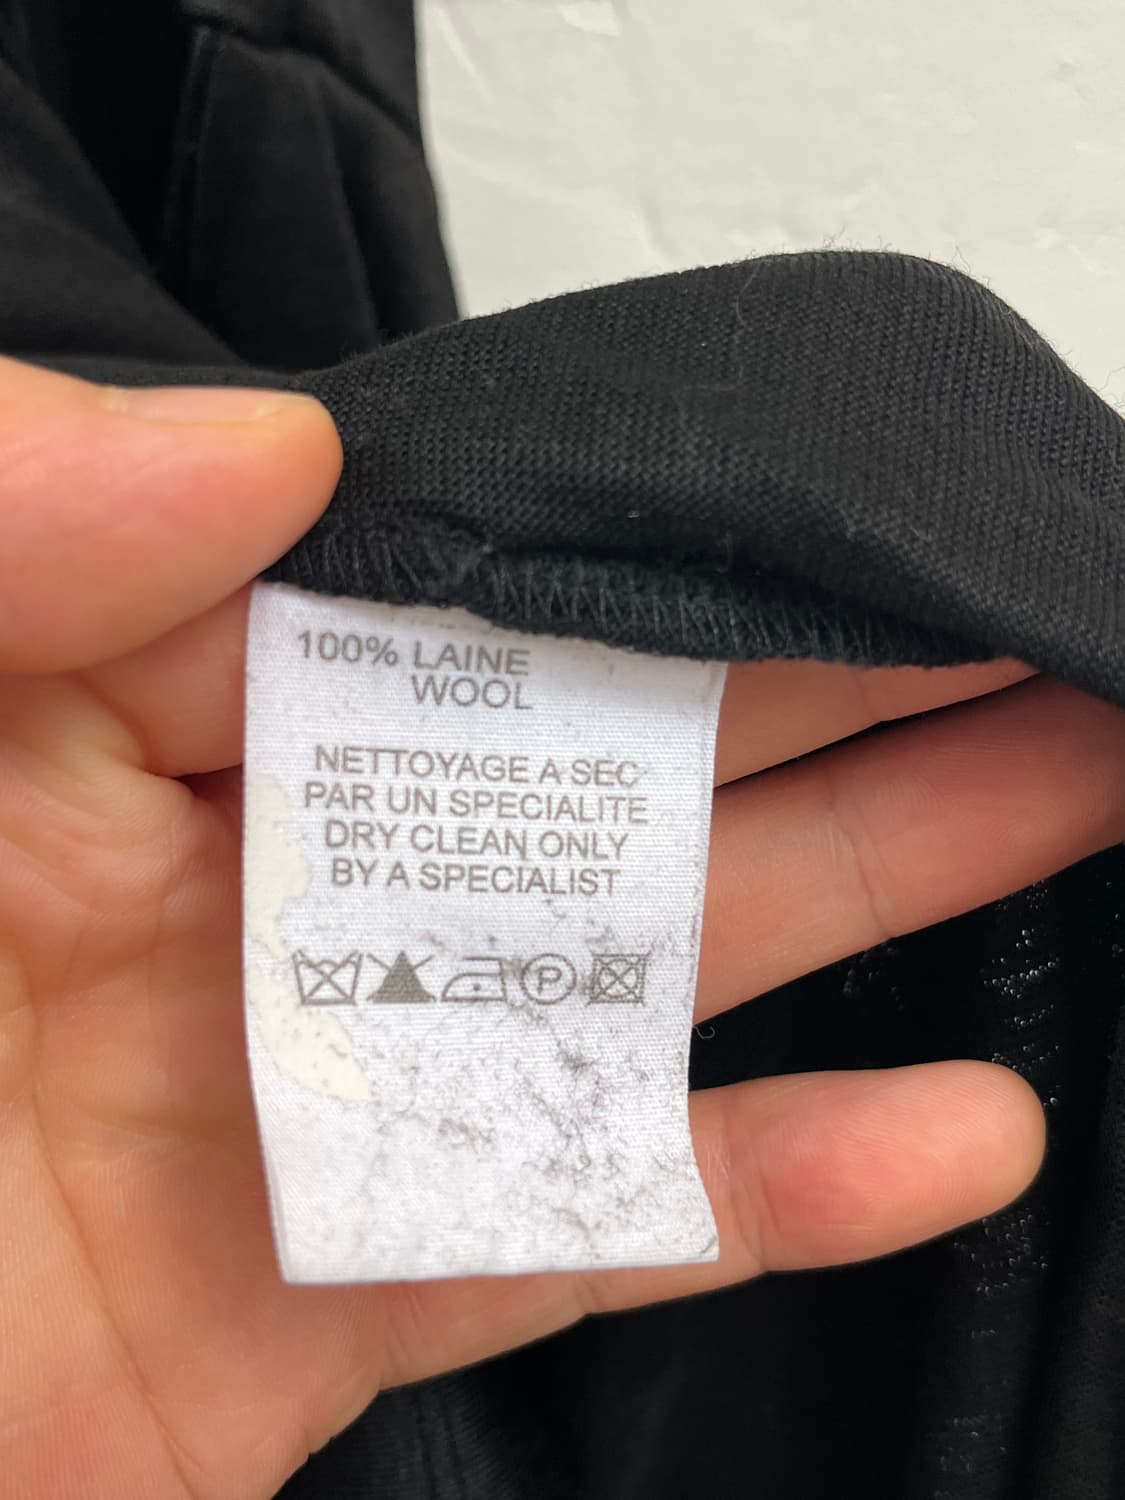 100% LAINE
WOOL
NETTOYAGE A SEC
PAR UN SPECIALITE
DRY CLEAN ONLY
BY A SPECIALIST
P